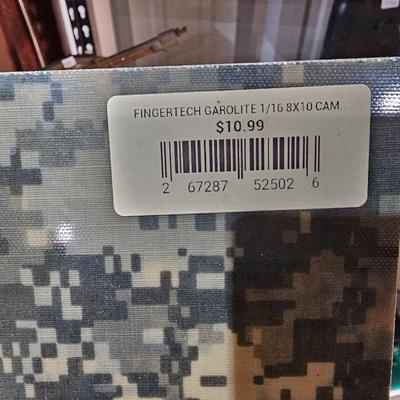 FINGERTECH GAROLITE 1/16 8X10 CAM..
$10.99
2 67287 52502 6